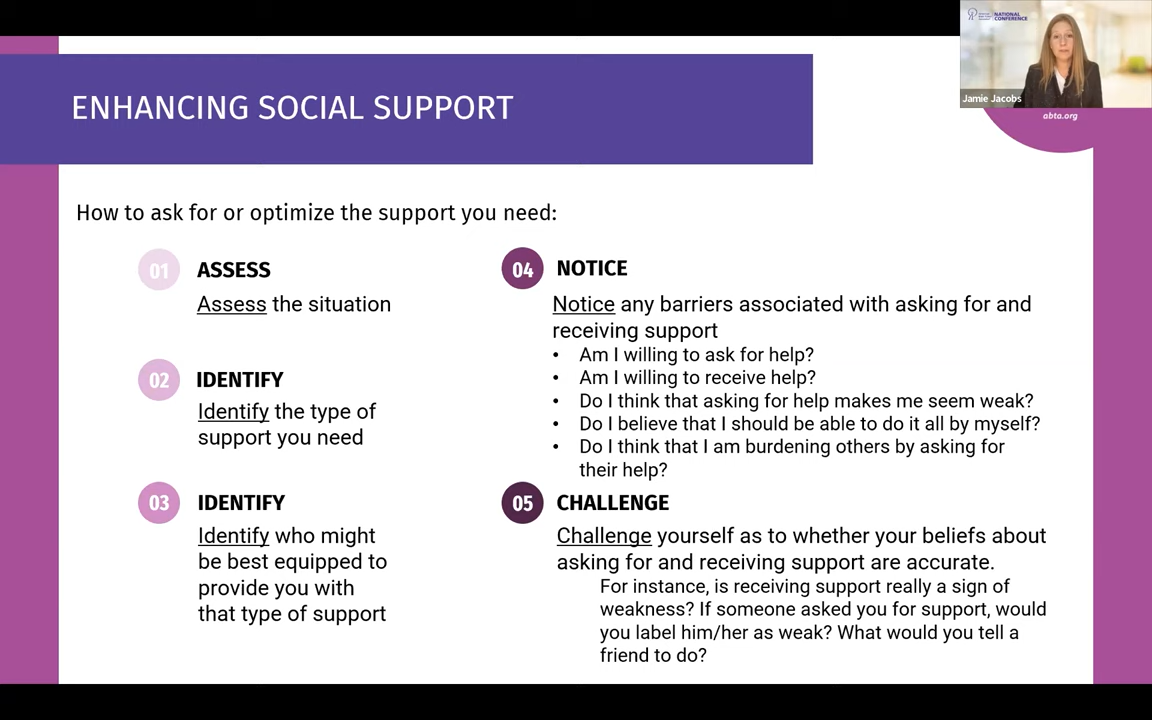 NATIONAL
CONFERENCE
Jamie Jacobs
abta.org
ENHANCING SOCIAL SUPPORT
How to ask for or optimize the support you need:
01 ASSESS
Assess the situation
02 IDENTIFY
Identify the type of
support you need
03 IDENTIFY
Identify who might
be best equipped to
provide you with
that type of support
04 NOTICE
Notice any barriers associated with asking for and
receiving support
• Am I willing to ask for help?
• Am I willing to receive help?
• Do I think that asking for help makes me seem weak?
• Do I believe that I should be able to do it all by myself?
• Do I think that I am burdening others by asking for
their help?
05 CHALLENGE
Challenge yourself as to whether your beliefs about
asking for and receiving support are accurate.
For instance, is receiving support really a sign of
weakness? If someone asked you for support, would
you label him/her as weak? What would you tell a
friend to do?